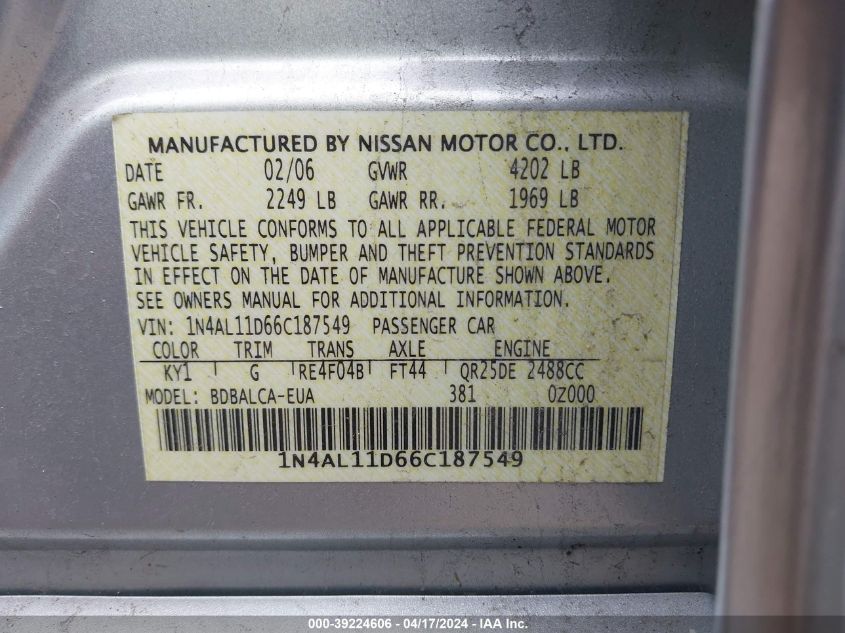 MANUFACTURED BY NISSAN MOTOR CO., LTD.
DATE 02/06 GVWR 4202 LB
GAWR FR. 2249 LB GAWR RR. 1969 LB
THIS VEHICLE CONFORMS TO ALL APPLICABLE FEDERAL MOTOR
VEHICLE SAFETY, BUMPER AND THEFT PREVENTION STANDARDS
IN EFFECT ON THE DATE OF MANUFACTURE SHOWN ABOVE.
SEE OWNERS MANUAL FOR ADDITIONAL INFORMATION.
VIN: 1N4AL11D66C187549 PASSENGER CAR
COLOR TRIM TRANS AXLE ENGINE
KY1 G RE4F04B FT44 QR25DE 2488CC
MODEL: BDBALCA-EUA 381 0Z000
1N4AL11D66C187549
000-39224606 - 04/17/2024 - IAA Inc.